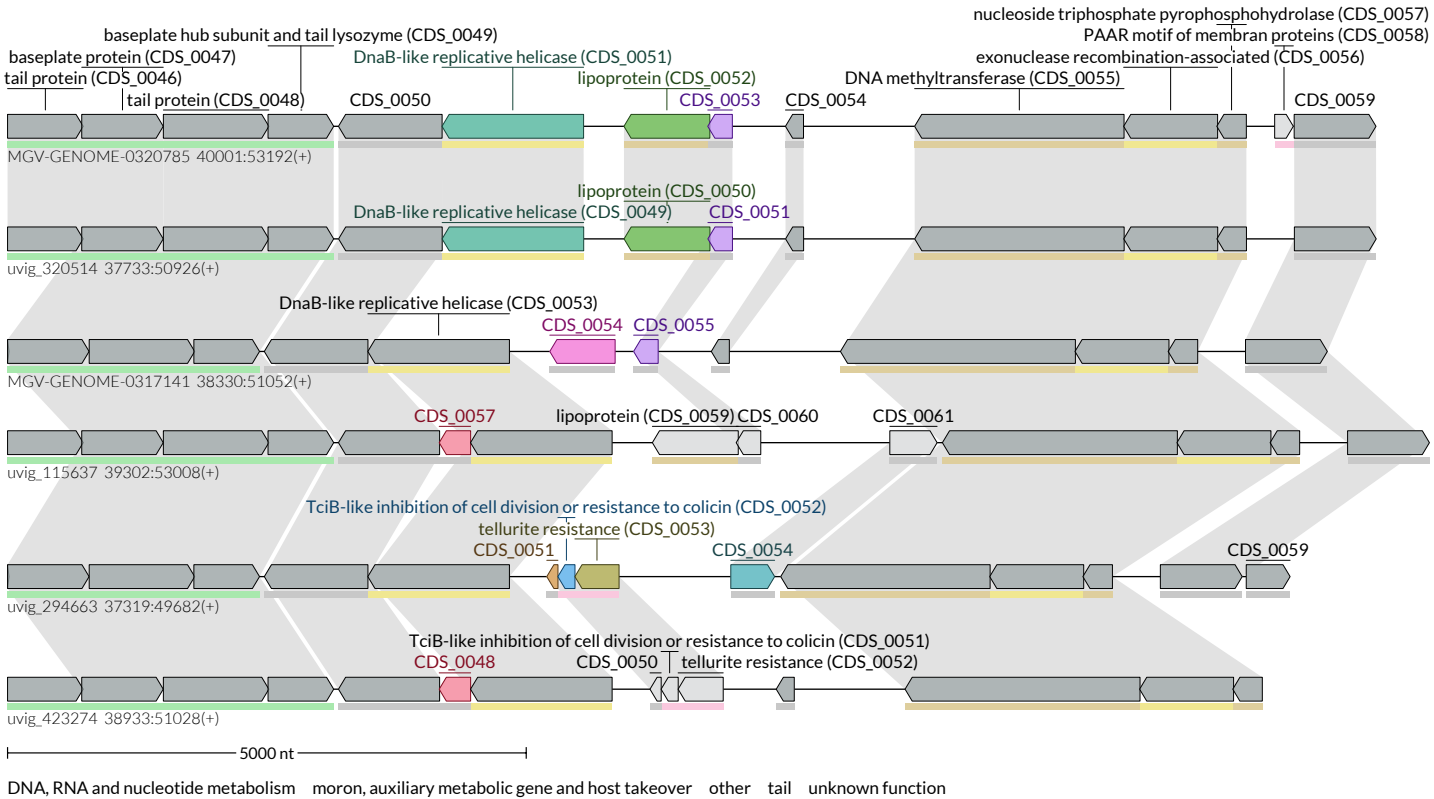 nucleoside triphosphate pyrophosphohydrolase (CDS_0057)
baseplate hub subunit and tail lysozyme (CDS_0049)
PAAR motif of membran proteins (CDS_0058)
baseplate protein (CDS_0047)
DnaB-like replicative helicase (CDS_0051)
exonuclease recombination-associated (CDS_0056)
tail protein (CDS_0046)
lipoprotein (CDS_0052)
DNA methyltransferase (CDS_0055)
tail protein (CDS_0048)
CDS_0050
CDS_0053
CDS_0054
CDS_0059
MGV-GENOME-0320785 40001:53192(+)
lipoprotein (CDS_0050)
DnaB-like replicative helicase (CDS_0049)
CDS_0051
uvig_320514 37733:50926(+)
DnaB-like replicative helicase (CDS_0053)
CDS_0054
CDS_0055
MGV-GENOME-0317141 38330:51052(+)
CDS_0057
lipoprotein (CDS_0059)
CDS_0060
CDS_0061
uvig_115637 39302:53008(+)
TciB-like inhibition of cell division or resistance to colicin (CDS_0052)
tellurite resistance (CDS_0053)
CDS_0051
CDS_0054
CDS_0059
uvig_294663 37319:49682(+)
TciB-like inhibition of cell division or resistance to colicin (CDS_0051)
CDS_0048
CDS_0050
tellurite resistance (CDS_0052)
uvig_423274 38933:51028(+)
5000 nt
DNA, RNA and nucleotide metabolism moron, auxiliary metabolic gene and host takeover other tail unknown function